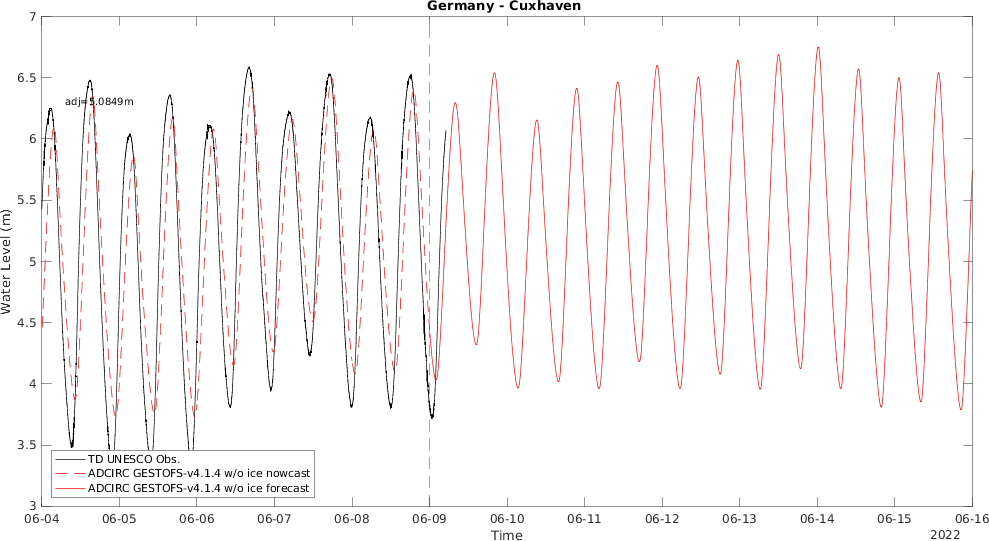 Germany - Cuxhaven
7
6.5
6
5.5
5
4.5
4
3.5
3
Water Level (m)
adj=5.0849m
TD UNESCO Obs.
ADCIRC GESTOFS-v4.1.4 w/o ice nowcast
ADCIRC GESTOFS-v4.1.4 w/o ice forecast
06-04 06-05 06-06 06-07 06-08 06-09 06-10 06-11 06-12 06-13 06-14 06-15 06-16
Time
2022